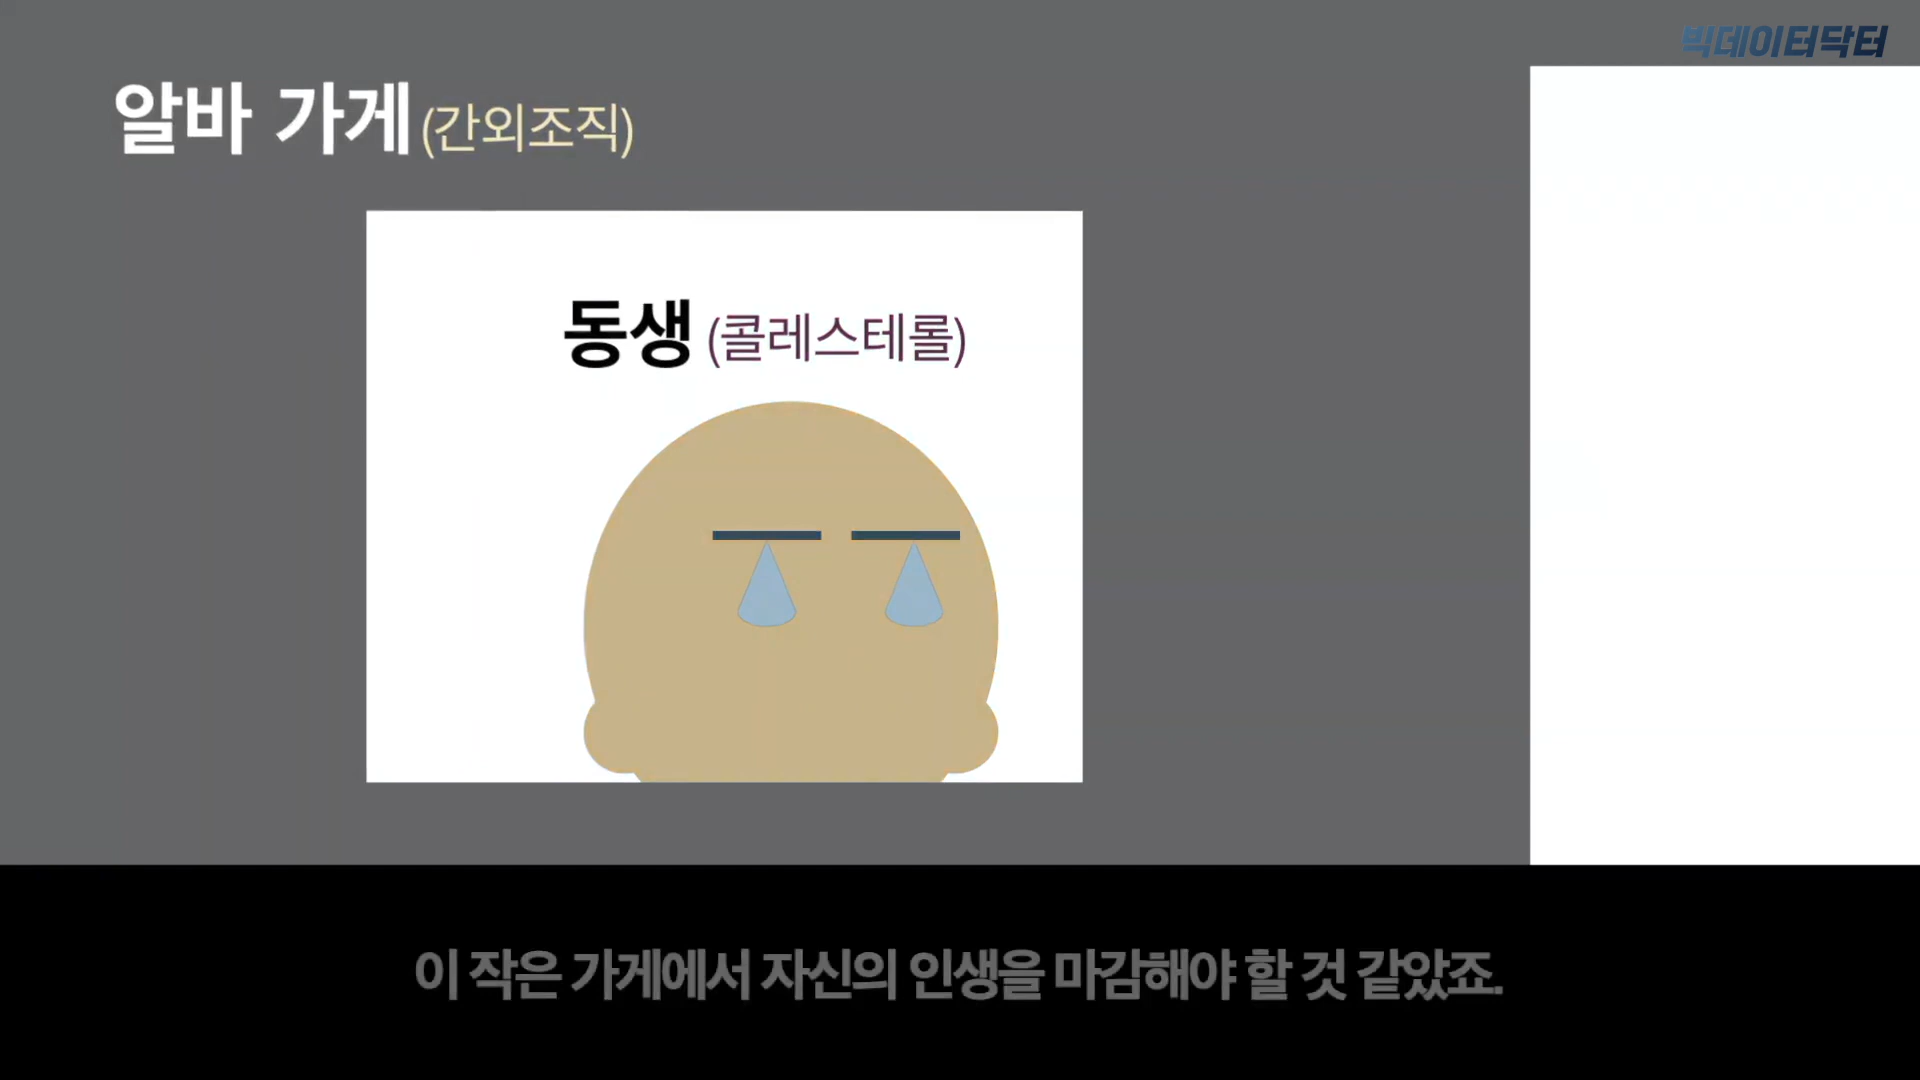 빅데이터닥터
알바 가게 (간외조직)
동생 (콜레스테롤)
이 작은 가게에서 자신의 인생을 마감해야 할 것 같았죠.